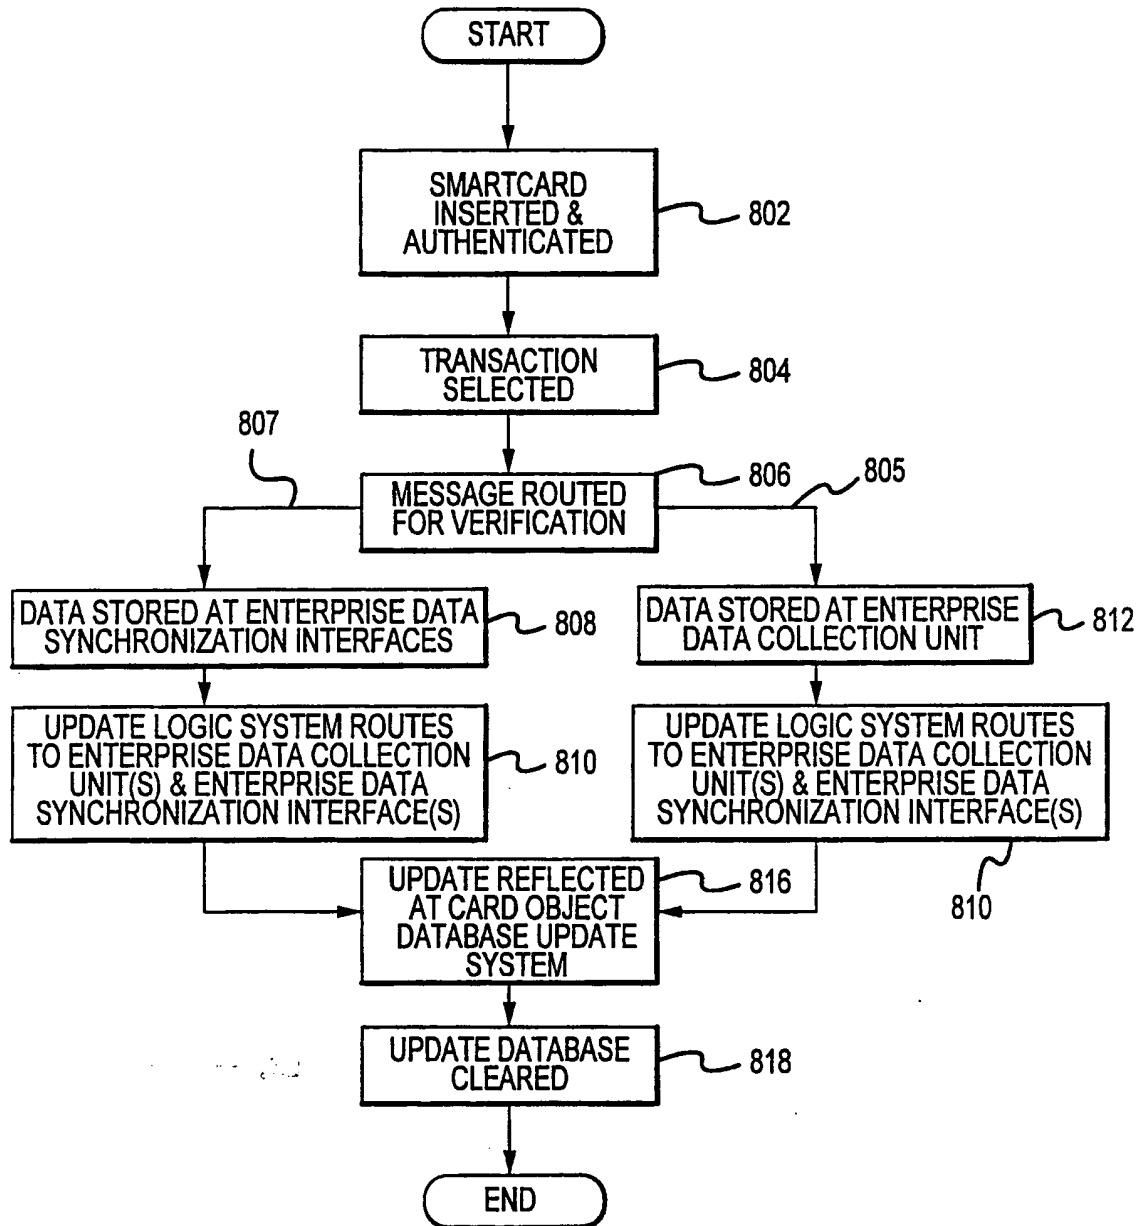 START
SMARTCARD
INSERTED &
AUTHENTICATED
802
TRANSACTION
SELECTED
804
807
806
805
MESSAGE ROUTED
FOR VERIFICATION
DATA STORED AT ENTERPRISE DATA
SYNCHRONIZATION INTERFACES
808
DATA STORED AT ENTERPRISE
DATA COLLECTION UNIT
812
UPDATE LOGIC SYSTEM ROUTES
TO ENTERPRISE DATA COLLECTION
UNIT(S) & ENTERPRISE DATA
SYNCHRONIZATION INTERFACE(S)
810
UPDATE LOGIC SYSTEM ROUTES
TO ENTERPRISE DATA COLLECTION
UNIT(S) & ENTERPRISE DATA
SYNCHRONIZATION INTERFACE(S)
810
UPDATE REFLECTED
AT CARD OBJECT
DATABASE UPDATE
SYSTEM
816
UPDATE DATABASE
CLEARED
818
END